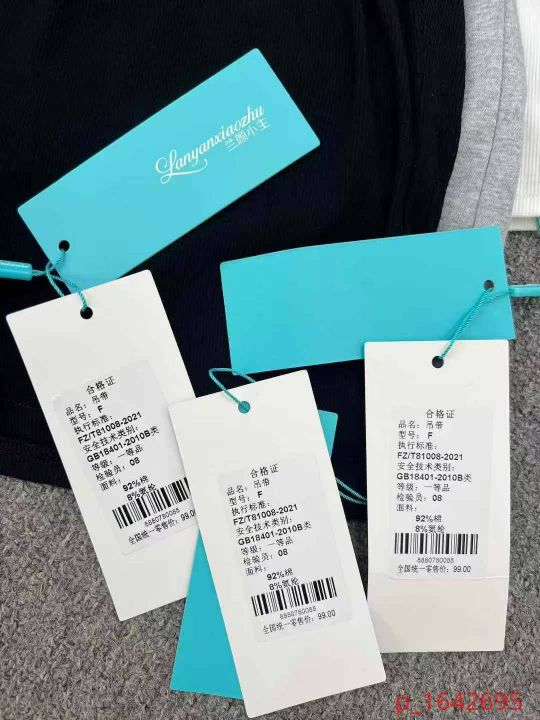 Lanyanxiaozhu
兰颜小主
合格证
品名：吊带
型号：F
执行标准：
FZ/T81008-2021
安全技术类别：
GB18401-2010B类
等级：一等品
检验员：08
面料：
92%棉
8%氨纶
8880780088
全国统一零售价：99.00
合格证
品名：吊带
型号：F
执行标准：
FZ/T81008-2021
安全技术类别：
GB18401-2010B类
等级：一等品
检验员：08
面料：
92%棉
8%氨纶
8880780088
全国统一零售价：99.00
合格证
品名：吊带
型号：F
执行标准：
FZ/T81008-2021
安全技术类别：
GB18401-2010B类
等级：一等品
检验员：08
面料：
92%棉
8%氨纶
8880780088
全国统一零售价：99.00
p_1642695